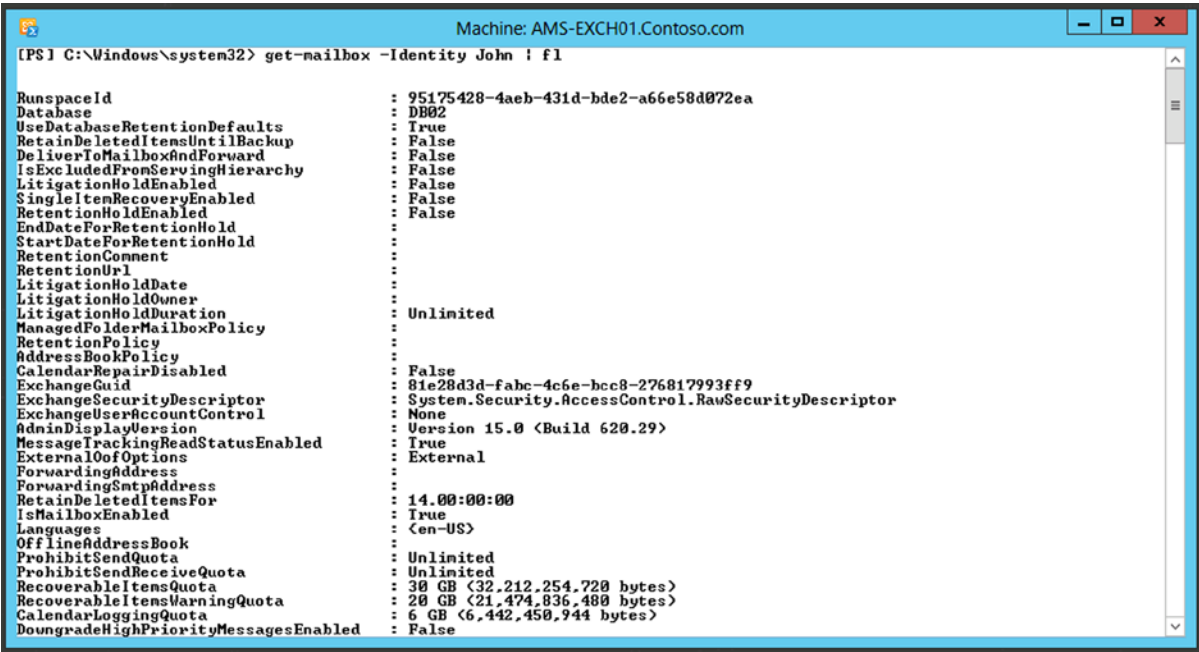 Machine: AMS-EXCH01.Contoso.com
[PS] C:\Windows\system32> get-mailbox -Identity John | fl
RunspaceId : 95175428-4aeb-431d-bde2-a66e58d072ea
Database : DB02
UseDatabaseRetentionDefaults : True
RetainDeletedItemsUntilBackup : False
DeliverToMailboxAndForward : False
IsExcludedFromServingHierarchy : False
LitigationHoldEnabled : False
SingleItemRecoveryEnabled : False
RetentionHoldEnabled : False
EndDateForRetentionHold :
StartDateForRetentionHold :
RetentionComment :
RetentionUrl :
LitigationHoldDate :
LitigationHoldOwner :
LitigationHoldDuration : Unlimited
ManagedFolderMailboxPolicy :
RetentionPolicy :
AddressBookPolicy :
CalendarRepairDisabled : False
ExchangeGuid : 81e28d3d-fabc-4c6e-bcc8-276817993ff9
ExchangeSecurityDescriptor : System.Security.AccessControl.RawSecurityDescriptor
ExchangeUserAccountControl : None
AdminDisplayVersion : Version 15.0 (Build 620.29)
MessageTrackingReadStatusEnabled : True
ExternalOofOptions : External
ForwardingAddress :
ForwardingSmtpAddress :
RetainDeletedItemsFor : 14.00:00:00
IsMailboxEnabled : True
Languages : {en-US}
OfflineAddressBook :
ProhibitSendQuota : Unlimited
ProhibitSendReceiveQuota : Unlimited
RecoverableItemsQuota : 30 GB (32,212,254,720 bytes)
RecoverableItemsWarningQuota : 20 GB (21,474,836,480 bytes)
CalendarLoggingQuota : 6 GB (6,442,450,944 bytes)
DowngradeHighPriorityMessagesEnabled : False